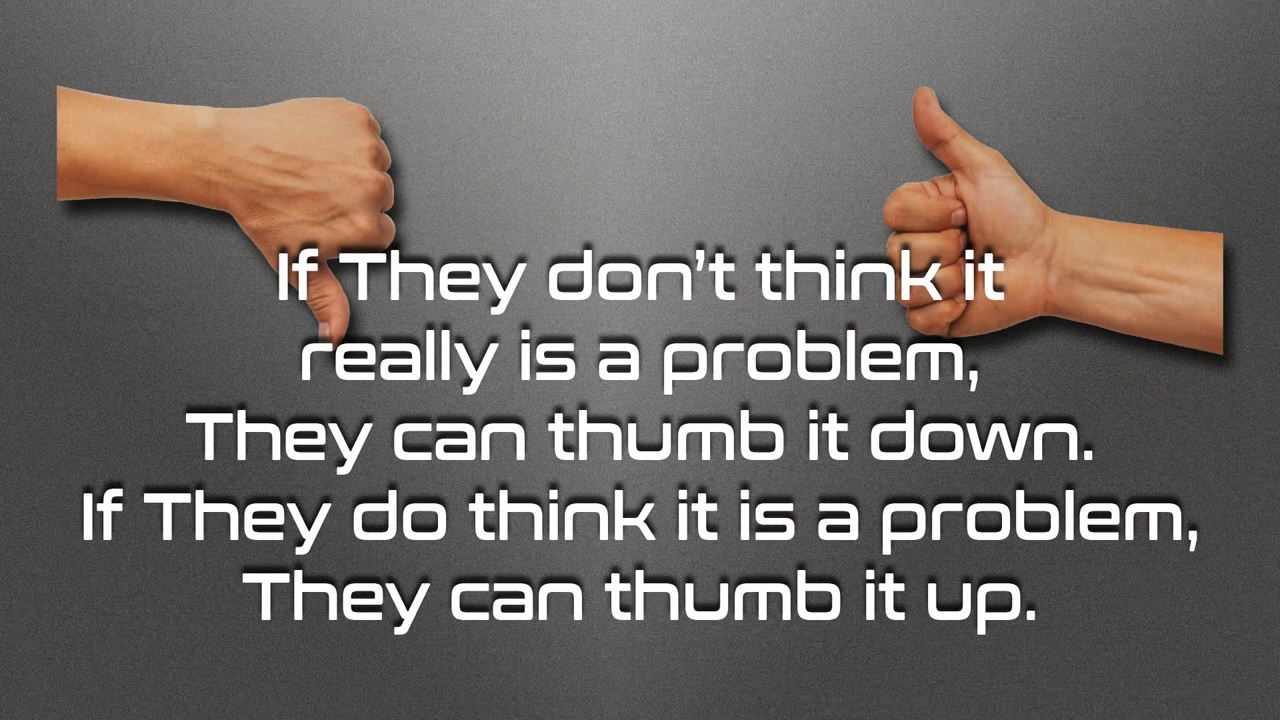 If They don't think it
really is a problem,
They can thumb it down.
If They do think it is a problem,
They can thumb it up.